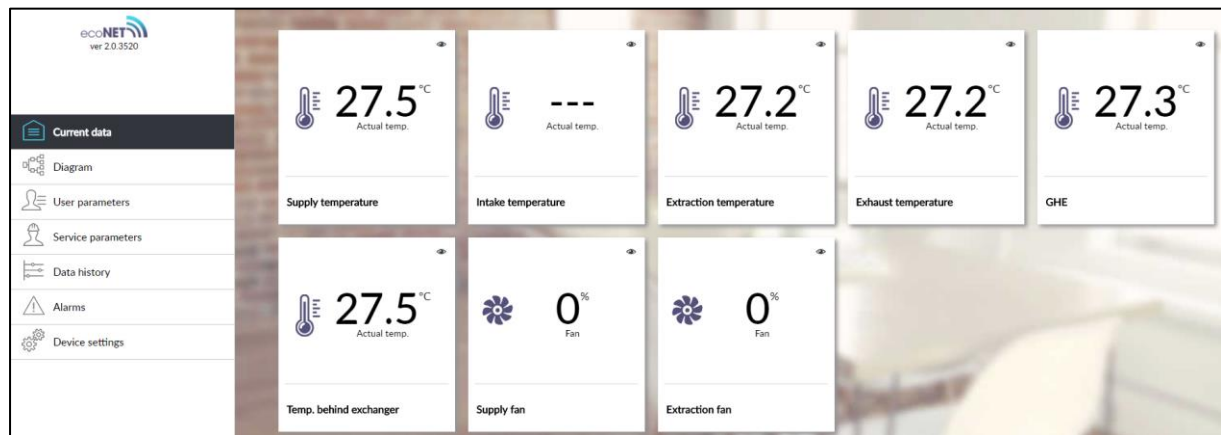 ecoNET
ver 2.0.3520
Current data
Diagram
User parameters
Service parameters
Data history
Alarms
Device settings
27.5 °C
Actual temp.
Supply temperature
---
Actual temp.
Intake temperature
27.2 °C
Actual temp.
Extraction temperature
27.2 °C
Actual temp.
Exhaust temperature
27.3 °C
Actual temp.
GHE
27.5 °C
Actual temp.
Temp. behind exchanger
0 %
Fan
Supply fan
0 %
Fan
Extraction fan